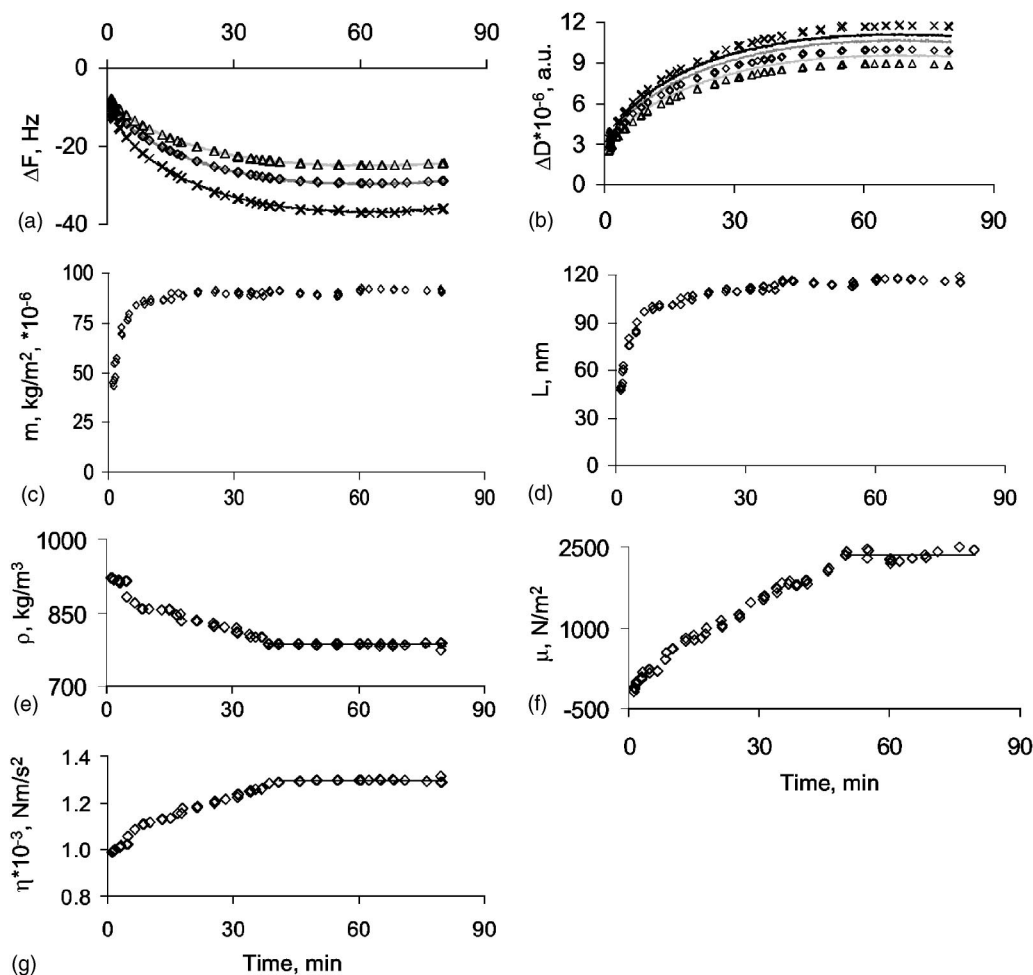 0 30 60 90
0
-20
-40
ΔF, Hz
(a)
12
9
6
3
0
ΔD*10⁻⁶, a.u.
0 30 60 90
(b)
100
75
50
25
0
m, kg/m², *10⁻⁶
0 30 60 90
(c)
120
90
60
30
0
L, nm
0 30 60 90
(d)
1000
850
700
ρ, kg/m³
0 30 60 90
(e)
2500
1000
-500
μ, N/m²
0 30 60 90
Time, min
(f)
1.4
1.2
1.0
0.8
η*10⁻³, Nm/s²
0 30 60 90
Time, min
(g)